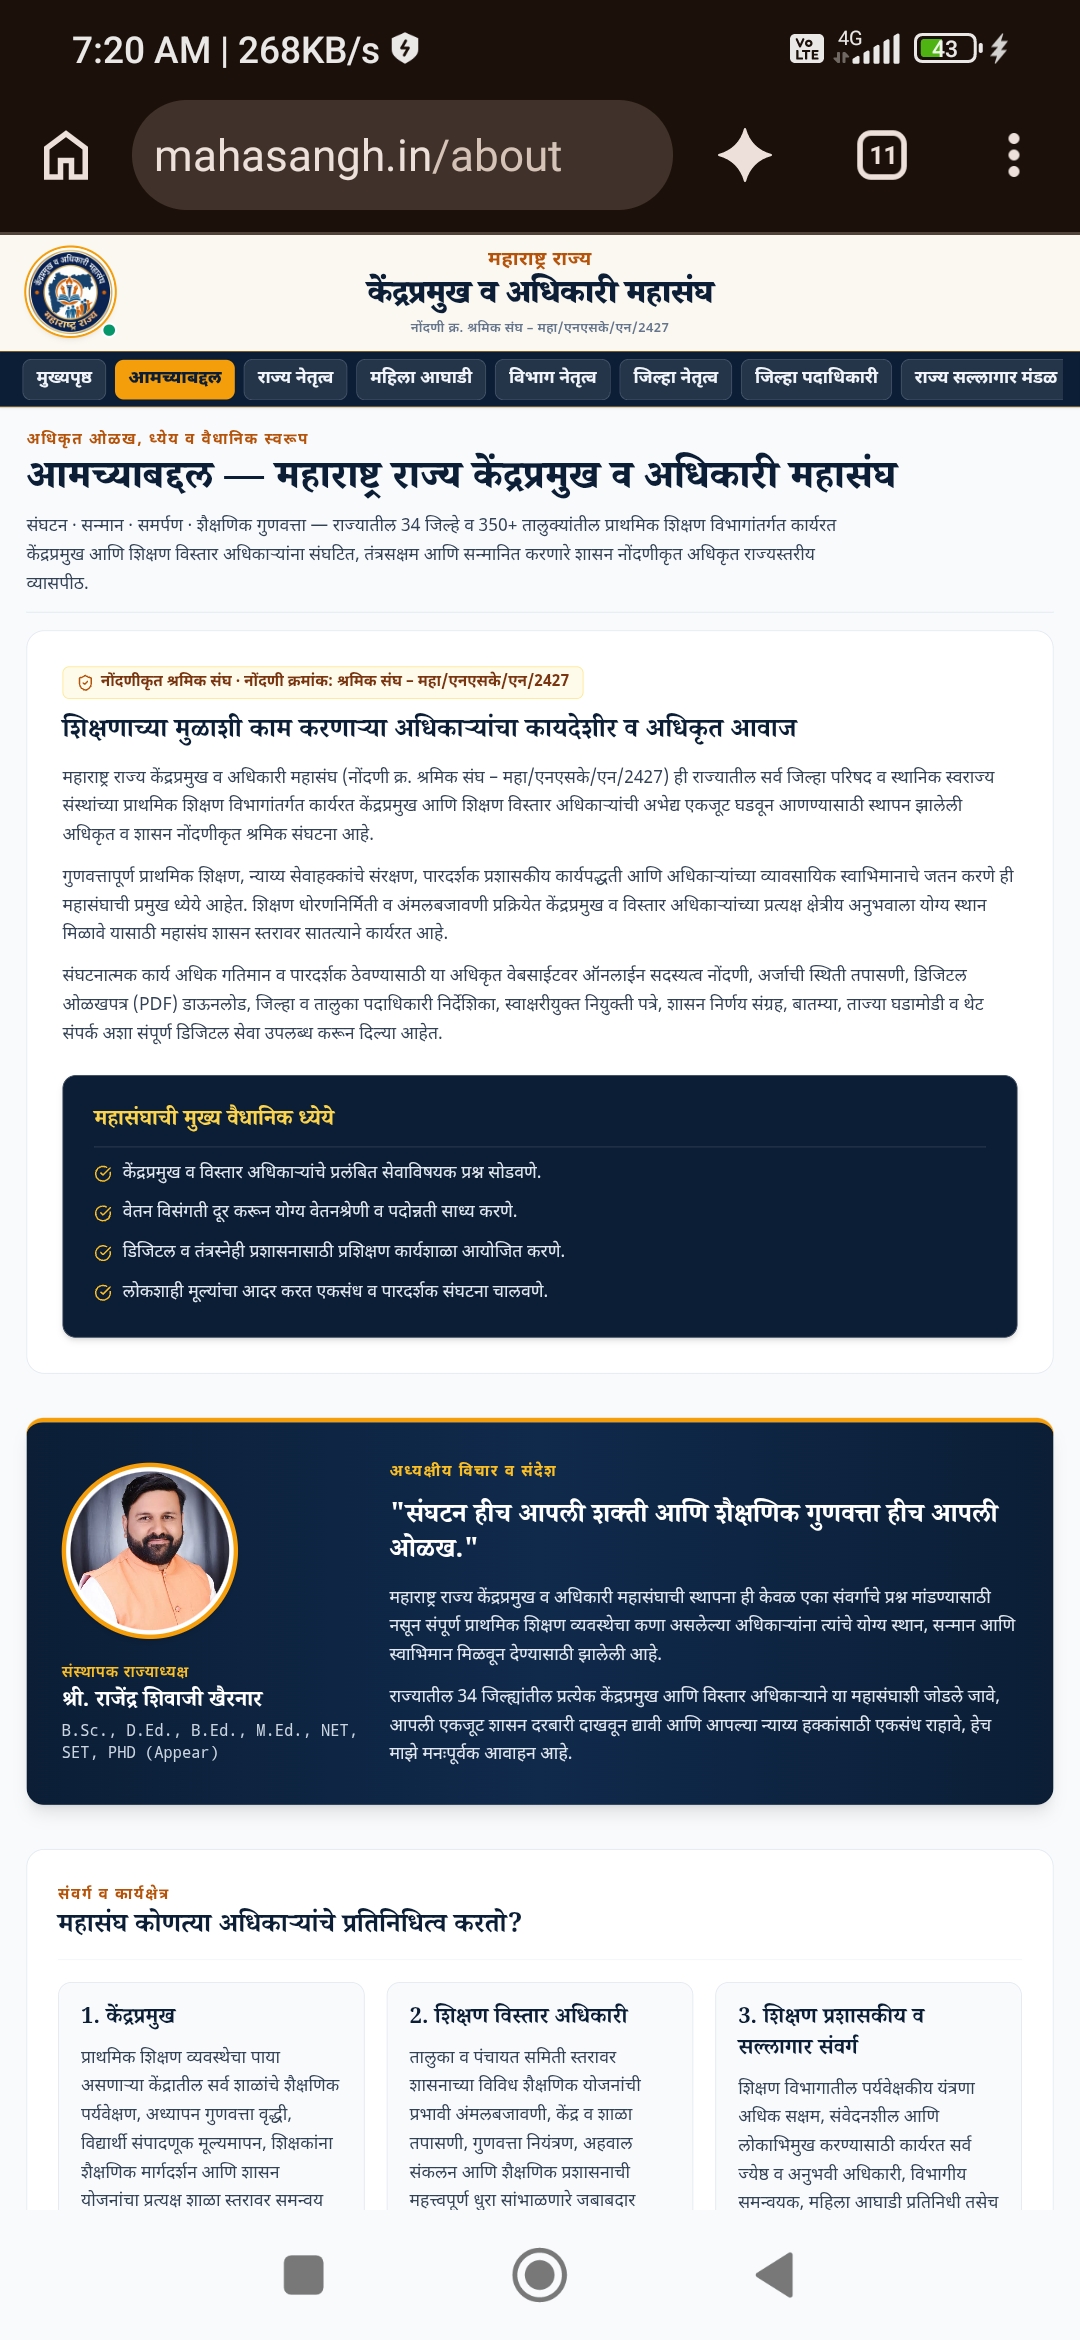 7:20 AM | 268KB/s
Vo LTE 4G 43
mahasangh.in/about
11
महाराष्ट्र राज्य
केंद्रप्रमुख व अधिकारी महासंघ
नोंदणी क्र. श्रमिक संघ – महा/एनएसके/एन/2427
मुख्यपृष्ठ आमच्याबद्दल राज्य नेतृत्व महिला आघाडी विभाग नेतृत्व जिल्हा नेतृत्व जिल्हा पदाधिकारी राज्य सल्लागार मंडळ
अधिकृत ओळख, ध्येय व वैधानिक स्वरूप
आमच्याबद्दल — महाराष्ट्र राज्य केंद्रप्रमुख व अधिकारी महासंघ
संघटन · सन्मान · समर्पण · शैक्षणिक गुणवत्ता — राज्यातील 34 जिल्हे व 350+ तालुक्यांतील प्राथमिक शिक्षण विभागांतर्गत कार्यरत
केंद्रप्रमुख आणि शिक्षण विस्तार अधिकाऱ्यांना संघटित, तंत्रसक्षम आणि सन्मानित करणारे शासन नोंदणीकृत अधिकृत राज्यस्तरीय
व्यासपीठ.
नोंदणीकृत श्रमिक संघ · नोंदणी क्रमांक: श्रमिक संघ – महा/एनएसके/एन/2427
शिक्षणाच्या मुळाशी काम करणाऱ्या अधिकाऱ्यांचा कायदेशीर व अधिकृत आवाज
महाराष्ट्र राज्य केंद्रप्रमुख व अधिकारी महासंघ (नोंदणी क्र. श्रमिक संघ – महा/एनएसके/एन/2427) ही राज्यातील सर्व जिल्हा परिषद व स्थानिक स्वराज्य
संस्थांच्या प्राथमिक शिक्षण विभागांतर्गत कार्यरत केंद्रप्रमुख आणि शिक्षण विस्तार अधिकाऱ्यांची अभेद्य एकजूट घडवून आणण्यासाठी स्थापन झालेली
अधिकृत व शासन नोंदणीकृत श्रमिक संघटना आहे.
गुणवत्तापूर्ण प्राथमिक शिक्षण, न्याय्य सेवाहक्कांचे संरक्षण, पारदर्शक प्रशासकीय कार्यपद्धती आणि अधिकाऱ्यांच्या व्यावसायिक स्वाभिमानाचे जतन करणे ही
महासंघाची प्रमुख ध्येये आहेत. शिक्षण धोरणनिर्मिती व अंमलबजावणी प्रक्रियेत केंद्रप्रमुख व विस्तार अधिकाऱ्यांच्या प्रत्यक्ष क्षेत्रीय अनुभवाला योग्य स्थान
मिळावे यासाठी महासंघ शासन स्तरावर सातत्याने कार्यरत आहे.
संघटनात्मक कार्य अधिक गतिमान व पारदर्शक ठेवण्यासाठी या अधिकृत वेबसाईटवर ऑनलाईन सदस्यत्व नोंदणी, अर्जाची स्थिती तपासणी, डिजिटल
ओळखपत्र (PDF) डाऊनलोड, जिल्हा व तालुका पदाधिकारी निर्देशिका, स्वाक्षरीयुक्त नियुक्ती पत्रे, शासन निर्णय संग्रह, बातम्या, ताज्या घडामोडी व थेट
संपर्क अशा संपूर्ण डिजिटल सेवा उपलब्ध करून दिल्या आहेत.
महासंघाची मुख्य वैधानिक ध्येये
केंद्रप्रमुख व विस्तार अधिकाऱ्यांचे प्रलंबित सेवाविषयक प्रश्न सोडवणे.
वेतन विसंगती दूर करून योग्य वेतनश्रेणी व पदोन्नती साध्य करणे.
डिजिटल व तंत्रस्नेही प्रशासनासाठी प्रशिक्षण कार्यशाळा आयोजित करणे.
लोकशाही मूल्यांचा आदर करत एकसंध व पारदर्शक संघटना चालवणे.
अध्यक्षीय विचार व संदेश
"संघटन हीच आपली शक्ती आणि शैक्षणिक गुणवत्ता हीच आपली
ओळख."
महाराष्ट्र राज्य केंद्रप्रमुख व अधिकारी महासंघाची स्थापना ही केवळ एका संवर्गाचे प्रश्न मांडण्यासाठी
नसून संपूर्ण प्राथमिक शिक्षण व्यवस्थेचा कणा असलेल्या अधिकाऱ्यांना त्यांचे योग्य स्थान, सन्मान आणि
स्वाभिमान मिळवून देण्यासाठी झालेली आहे.
राज्यातील 34 जिल्ह्यांतील प्रत्येक केंद्रप्रमुख आणि विस्तार अधिकाऱ्याने या महासंघाशी जोडले जावे,
आपली एकजूट शासन दरबारी दाखवून द्यावी आणि आपल्या न्याय्य हक्कांसाठी एकसंध राहावे, हेच
माझे मनःपूर्वक आवाहन आहे.
संस्थापक राज्याध्यक्ष
श्री. राजेंद्र शिवाजी खैरनार
B.Sc., D.Ed., B.Ed., M.Ed., NET,
SET, PHD (Appear)
संवर्ग व कार्यक्षेत्र
महासंघ कोणत्या अधिकाऱ्यांचे प्रतिनिधित्व करतो?
1. केंद्रप्रमुख
प्राथमिक शिक्षण व्यवस्थेचा पाया
असणाऱ्या केंद्रातील सर्व शाळांचे शैक्षणिक
पर्यवेक्षण, अध्यापन गुणवत्ता वृद्धी,
विद्यार्थी संपादणूक मूल्यमापन, शिक्षकांना
शैक्षणिक मार्गदर्शन आणि शासन
योजनांचा प्रत्यक्ष शाळा स्तरावर समन्वय
2. शिक्षण विस्तार अधिकारी
तालुका व पंचायत समिती स्तरावर
शासनाच्या विविध शैक्षणिक योजनांची
प्रभावी अंमलबजावणी, केंद्र व शाळा
तपासणी, गुणवत्ता नियंत्रण, अहवाल
संकलन आणि शैक्षणिक प्रशासनाची
महत्त्वपूर्ण धुरा सांभाळणारे जबाबदार
3. शिक्षण प्रशासकीय व
सल्लागार संवर्ग
शिक्षण विभागातील पर्यवेक्षकीय यंत्रणा
अधिक सक्षम, संवेदनशील आणि
लोकाभिमुख करण्यासाठी कार्यरत सर्व
ज्येष्ठ व अनुभवी अधिकारी, विभागीय
समन्वयक, महिला आघाडी प्रतिनिधी तसेच